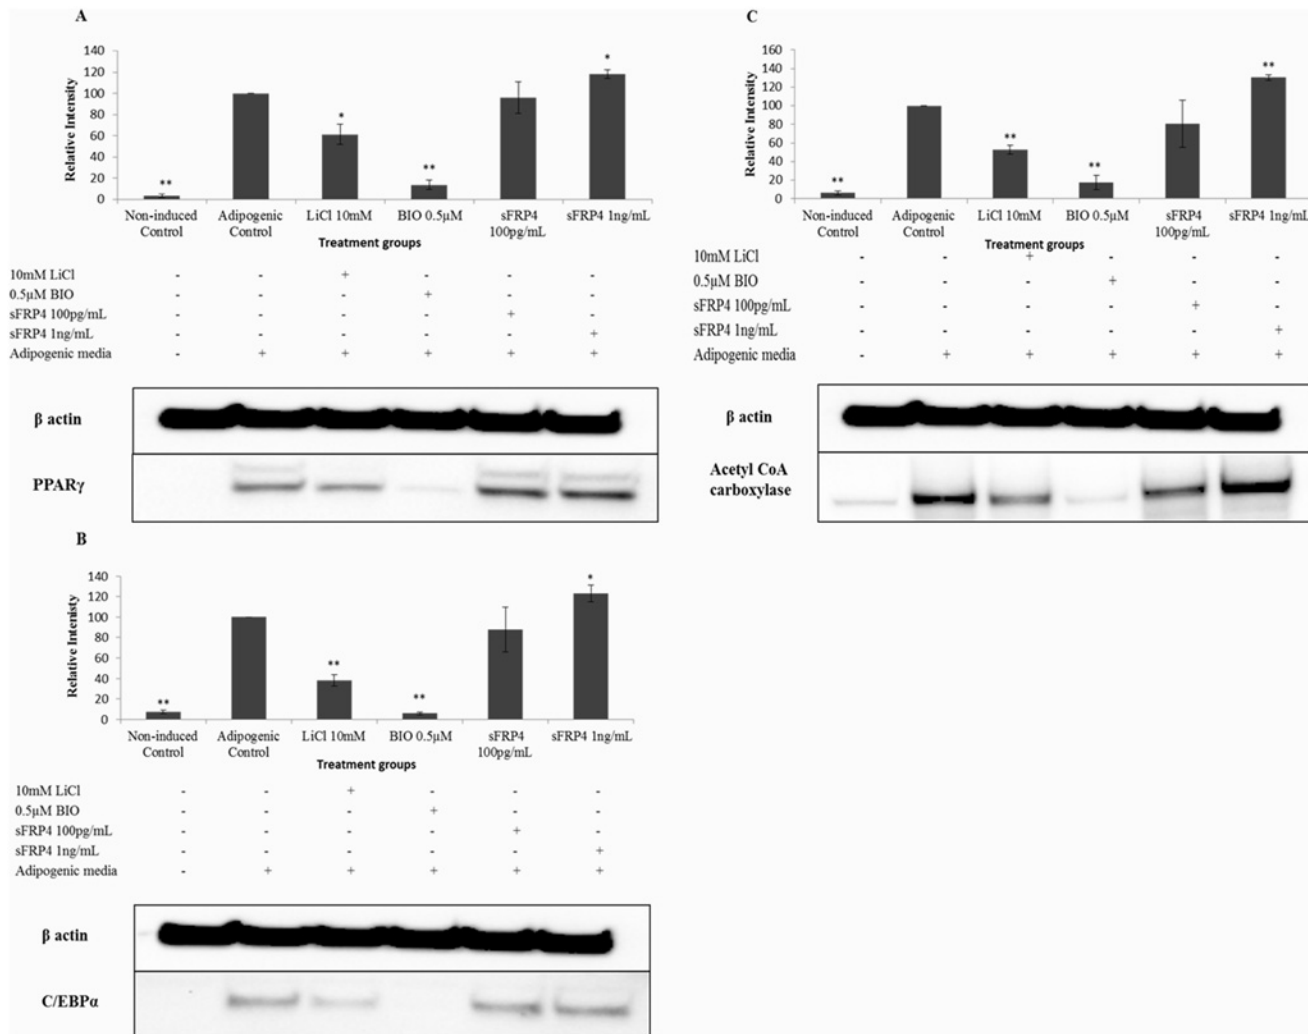 A
140
120
100
80
60
40
20
0
Relative Intensity
** * ** *
Non-induced Control
Adipogenic Control
LiCl 10mM
BIO 0.5µM
sFRP4 100pg/mL
sFRP4 1ng/mL
Treatment groups
10mM LiCl - - + - - -
0.5µM BIO - - - + - -
sFRP4 100pg/mL - - - - + -
sFRP4 1ng/mL - - - - - +
Adipogenic media - + + + + +
β actin
PPARγ
B
140
120
100
80
60
40
20
0
Relative Intenisty
** ** ** *
Non-induced Control
Adipogenic Control
LiCl 10mM
BIO 0.5µM
sFRP4 100pg/mL
sFRP4 1ng/mL
Treatment groups
10mM LiCl - - + - - -
0.5µM BIO - - - + - -
sFRP4 100pg/mL - - - - + -
sFRP4 1ng/mL - - - - - +
Adipogenic media - + + + + +
β actin
C/EBPα
C
160
140
120
100
80
60
40
20
0
Relative Intensity
** ** ** **
Non-induced Control
Adipogenic Control
LiCl 10mM
BIO 0.5µM
sFRP4 100pg/mL
sFRP4 1ng/mL
Treatment groups
10mM LiCl - - + - - -
0.5µM BIO - - - + - -
sFRP4 100pg/mL - - - - + -
sFRP4 1ng/mL - - - - - +
Adipogenic media - + + + + +
β actin
Acetyl CoA
carboxylase